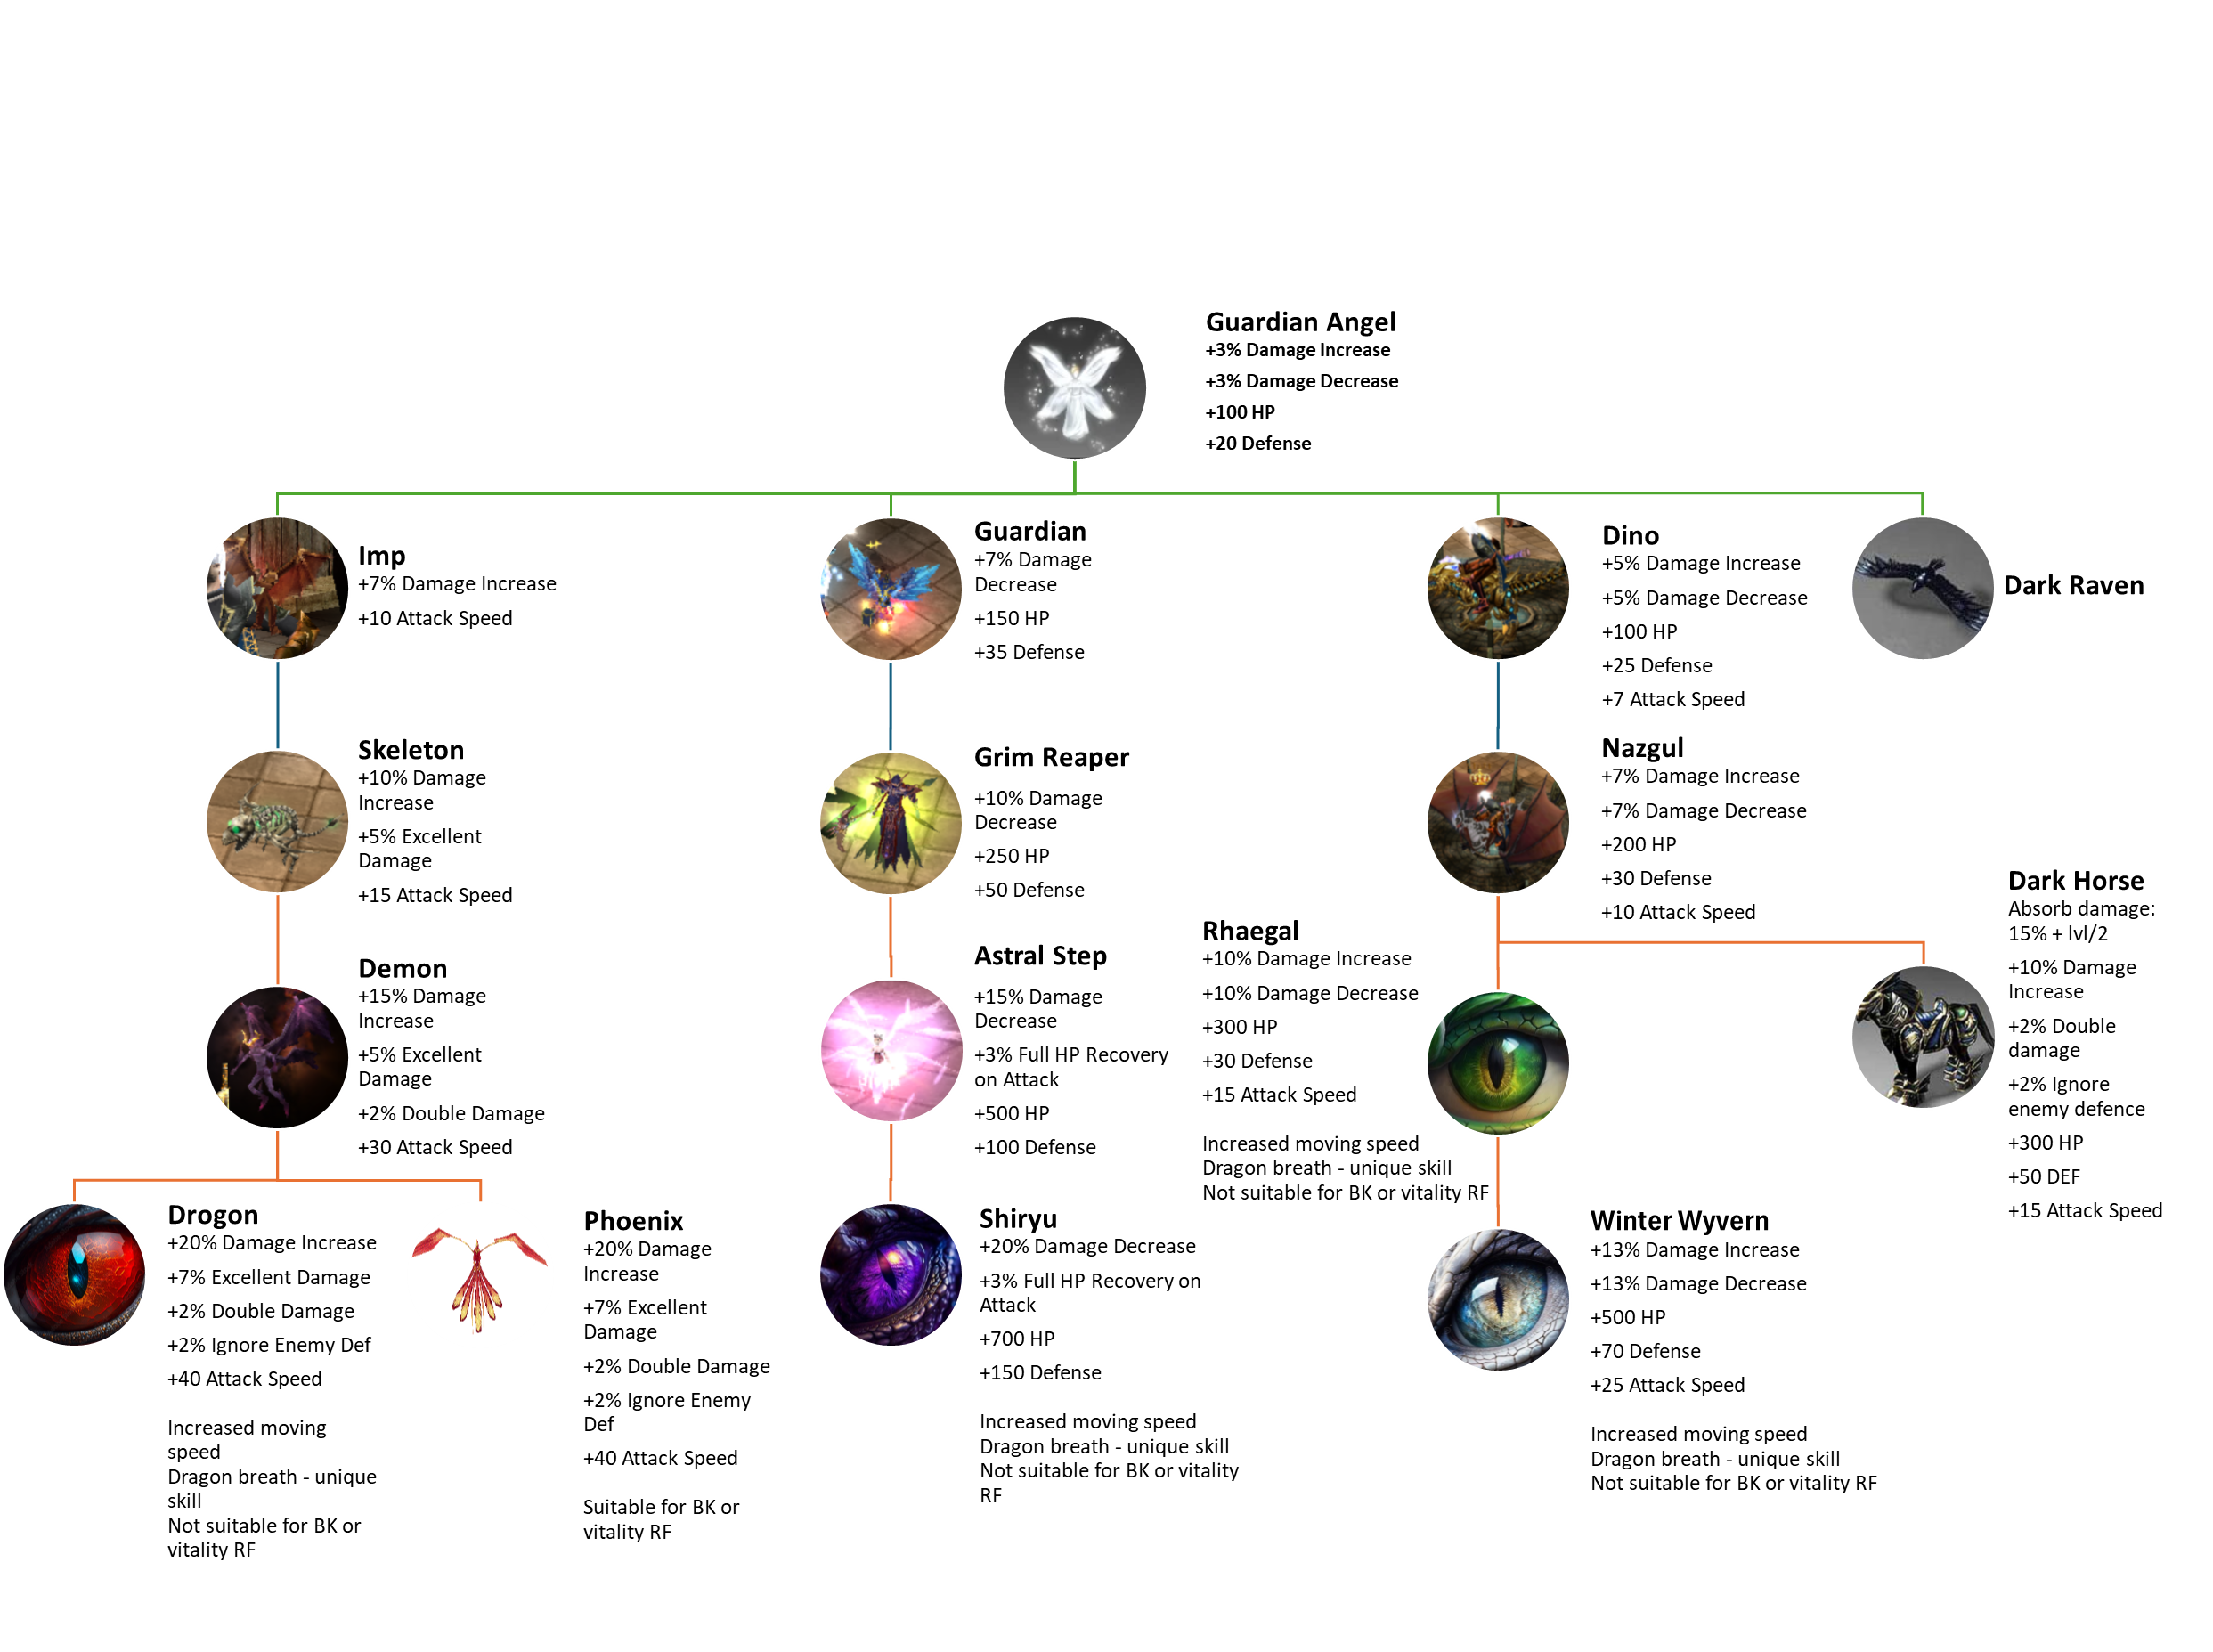 Guardian Angel
+3% Damage Increase
+3% Damage Decrease
+100 HP
+20 Defense
Imp
+7% Damage Increase
+10 Attack Speed
Guardian
+7% Damage
Decrease
+150 HP
+35 Defense
Dino
+5% Damage Increase
+5% Damage Decrease
+100 HP
+25 Defense
+7 Attack Speed
Dark Raven
Skeleton
+10% Damage
Increase
+5% Excellent
Damage
+15 Attack Speed
Grim Reaper
+10% Damage
Decrease
+250 HP
+50 Defense
Nazgul
+7% Damage Increase
+7% Damage Decrease
+200 HP
+30 Defense
+10 Attack Speed
Demon
+15% Damage
Increase
+5% Excellent
Damage
+2% Double Damage
+30 Attack Speed
Astral Step
+15% Damage
Decrease
+3% Full HP Recovery
on Attack
+500 HP
+100 Defense
Rhaegal
+10% Damage Increase
+10% Damage Decrease
+300 HP
+30 Defense
+15 Attack Speed
Increased moving speed
Dragon breath - unique skill
Not suitable for BK or vitality RF
Dark Horse
Absorb damage:
15% + lvl/2
+10% Damage
Increase
+2% Double
damage
+2% Ignore
enemy defence
+300 HP
+50 DEF
+15 Attack Speed
Drogon
+20% Damage Increase
+7% Excellent Damage
+2% Double Damage
+2% Ignore Enemy Def
+40 Attack Speed
Increased moving
speed
Dragon breath - unique
skill
Not suitable for BK or
vitality RF
Phoenix
+20% Damage
Increase
+7% Excellent
Damage
+2% Double Damage
+2% Ignore Enemy
Def
+40 Attack Speed
Suitable for BK or
vitality RF
Shiryu
+20% Damage Decrease
+3% Full HP Recovery on
Attack
+700 HP
+150 Defense
Increased moving speed
Dragon breath - unique skill
Not suitable for BK or vitality
RF
Winter Wyvern
+13% Damage Increase
+13% Damage Decrease
+500 HP
+70 Defense
+25 Attack Speed
Increased moving speed
Dragon breath - unique skill
Not suitable for BK or vitality RF